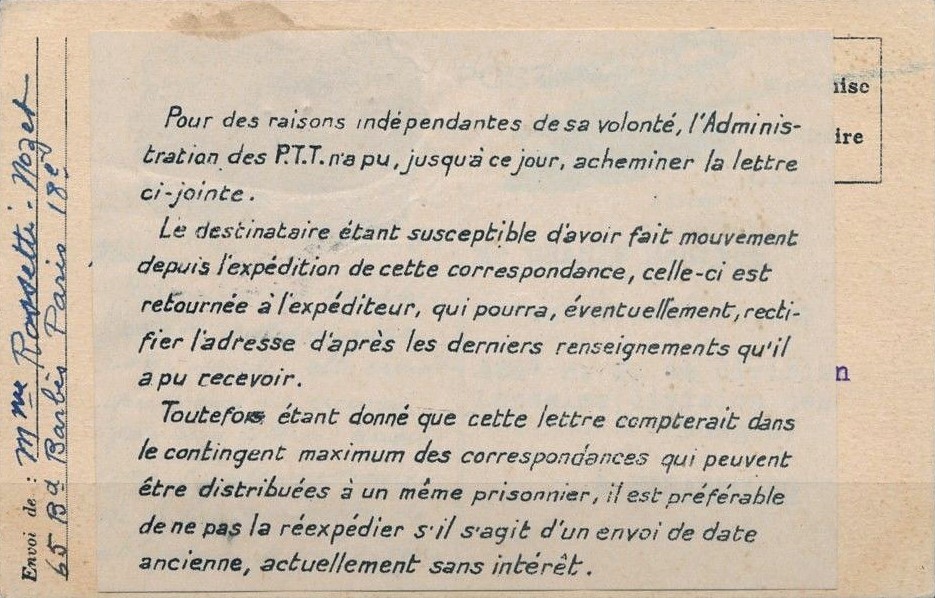 Envoi de : Mme Rossetti-Nozet
65 Bd Barbès Paris 18e
Pour des raisons indépendantes de sa volonté, l'Adminis-
tration des P.T.T. n'a pu, jusqu'à ce jour, acheminer la lettre
ci-jointe.
Le destinataire étant susceptible d'avoir fait mouvement
depuis l'expédition de cette correspondance, celle-ci est
retournée à l'expéditeur, qui pourra, éventuellement, recti-
fier l'adresse d'après les derniers renseignements qu'il
a pu recevoir.
Toutefois, étant donné que cette lettre compterait dans
le contingent maximum des correspondances qui peuvent
être distribuées à un même prisonnier, il est préférable
de ne pas la réexpédier s'il s'agit d'un envoi de date
ancienne, actuellement sans intérêt.
ire
n